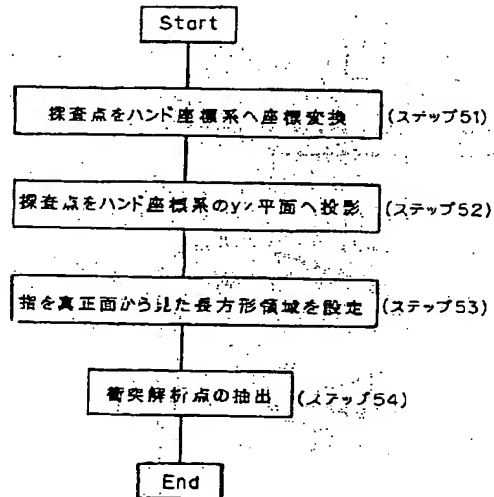 Start
探査点をハンド座標系へ座標変換 (ステップ51)
探査点をハンド座標系のyz平面へ投影 (ステップ52)
指を真正面から見た長方形領域を設定 (ステップ53)
衝突解析点の抽出 (ステップ54)
End